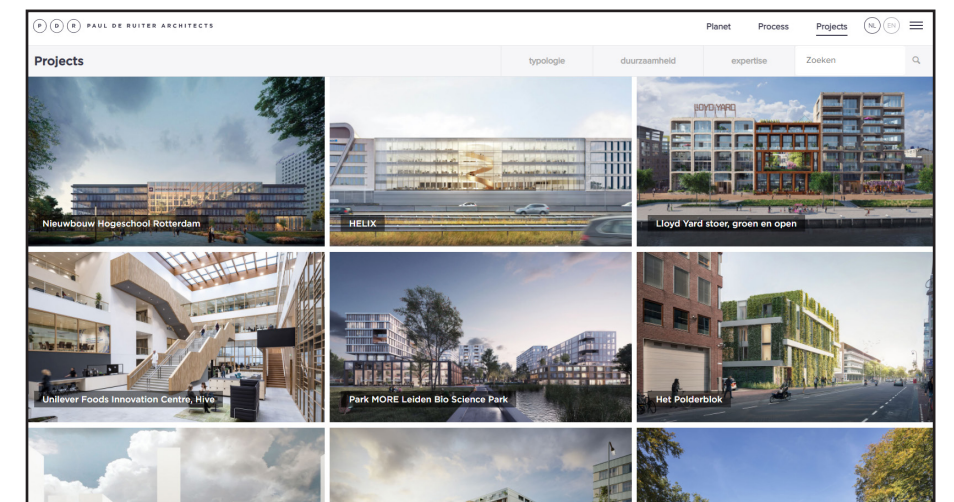 P D R PAUL DE RUITER ARCHITECTS
Planet Process Projects NL EN
Projects
typologie duurzaamheid expertise Zoeken
LLOYD YARD
Nieuwbouw Hogeschool Rotterdam
HELIX
Lloyd Yard stoer, groen en open
Unilever Foods Innovation Centre, Hive
Park MORE Leiden Bio Science Park
Het Polderblok